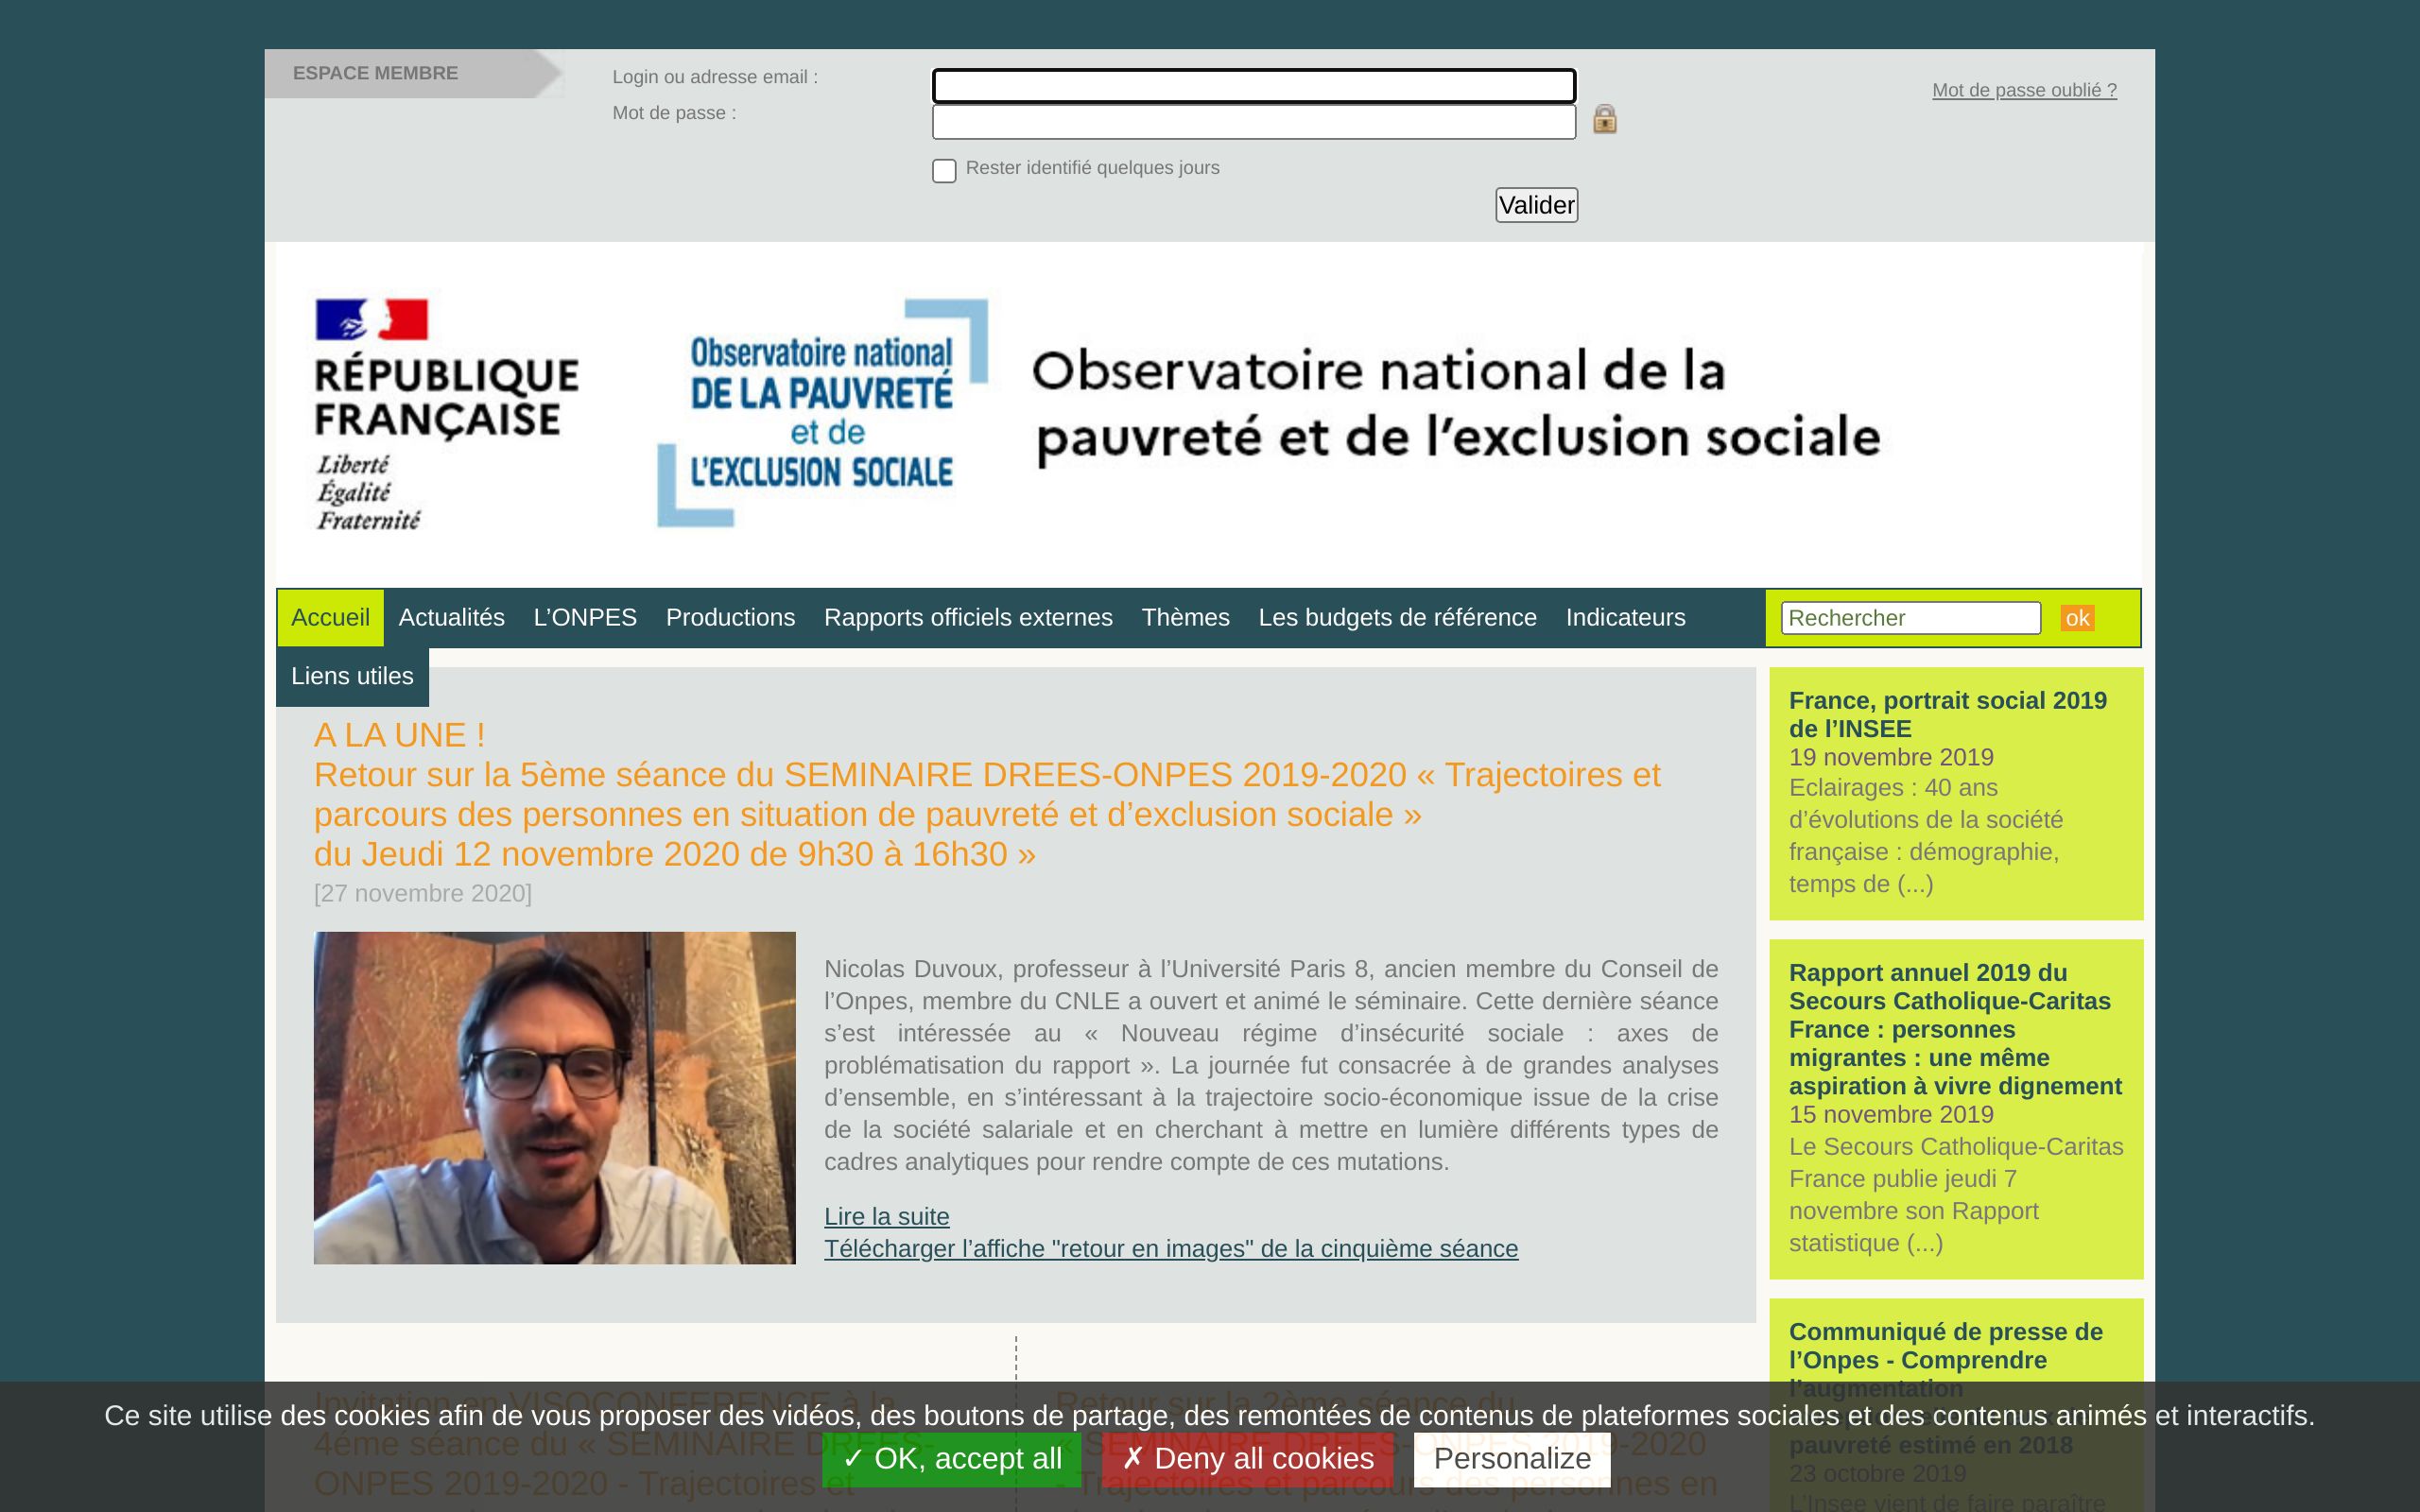 ESPACE MEMBRE
Login ou adresse email :
Mot de passe :
Mot de passe oublié ?
Rester identifié quelques jours
Valider
RÉPUBLIQUE
FRANÇAISE
Liberté
Égalité
Fraternité
Observatoire national
DE LA PAUVRETÉ
et de
L'EXCLUSION SOCIALE
Observatoire national de la
pauvreté et de l'exclusion sociale
Accueil Actualités L’ONPES Productions Rapports officiels externes Thèmes Les budgets de référence Indicateurs
Rechercher ok
Liens utiles
A LA UNE !
Retour sur la 5ème séance du SEMINAIRE DREES-ONPES 2019-2020 « Trajectoires et
parcours des personnes en situation de pauvreté et d’exclusion sociale »
du Jeudi 12 novembre 2020 de 9h30 à 16h30 »
[27 novembre 2020]
Nicolas Duvoux, professeur à l’Université Paris 8, ancien membre du Conseil de
l’Onpes, membre du CNLE a ouvert et animé le séminaire. Cette dernière séance
s’est intéressée au « Nouveau régime d’insécurité sociale : axes de
problématisation du rapport ». La journée fut consacrée à de grandes analyses
d’ensemble, en s’intéressant à la trajectoire socio-économique issue de la crise
de la société salariale et en cherchant à mettre en lumière différents types de
cadres analytiques pour rendre compte de ces mutations.
Lire la suite
Télécharger l’affiche "retour en images" de la cinquième séance
France, portrait social 2019
de l’INSEE
19 novembre 2019
Eclairages : 40 ans
d’évolutions de la société
française : démographie,
temps de (...)
Rapport annuel 2019 du
Secours Catholique-Caritas
France : personnes
migrantes : une même
aspiration à vivre dignement
15 novembre 2019
Le Secours Catholique-Caritas
France publie jeudi 7
novembre son Rapport
statistique (...)
Communiqué de presse de
l’Onpes - Comprendre
l’augmentation
pauvreté estimé en 2018
23 octobre 2019
L’Insee vient de faire paraître
Invitation en VISOCONFERENCE à la
4ème séance du « SEMINAIRE DREES-
ONPES 2019-2020 - Trajectoires et
Retour sur la 2ème séance du
« SEMINAIRE DREES-ONPES 2019-2020
- Trajectoires et parcours des personnes en
Ce site utilise des cookies afin de vous proposer des vidéos, des boutons de partage, des remontées de contenus de plateformes sociales et des contenus animés et interactifs.
✓ OK, accept all ✗ Deny all cookies Personalize